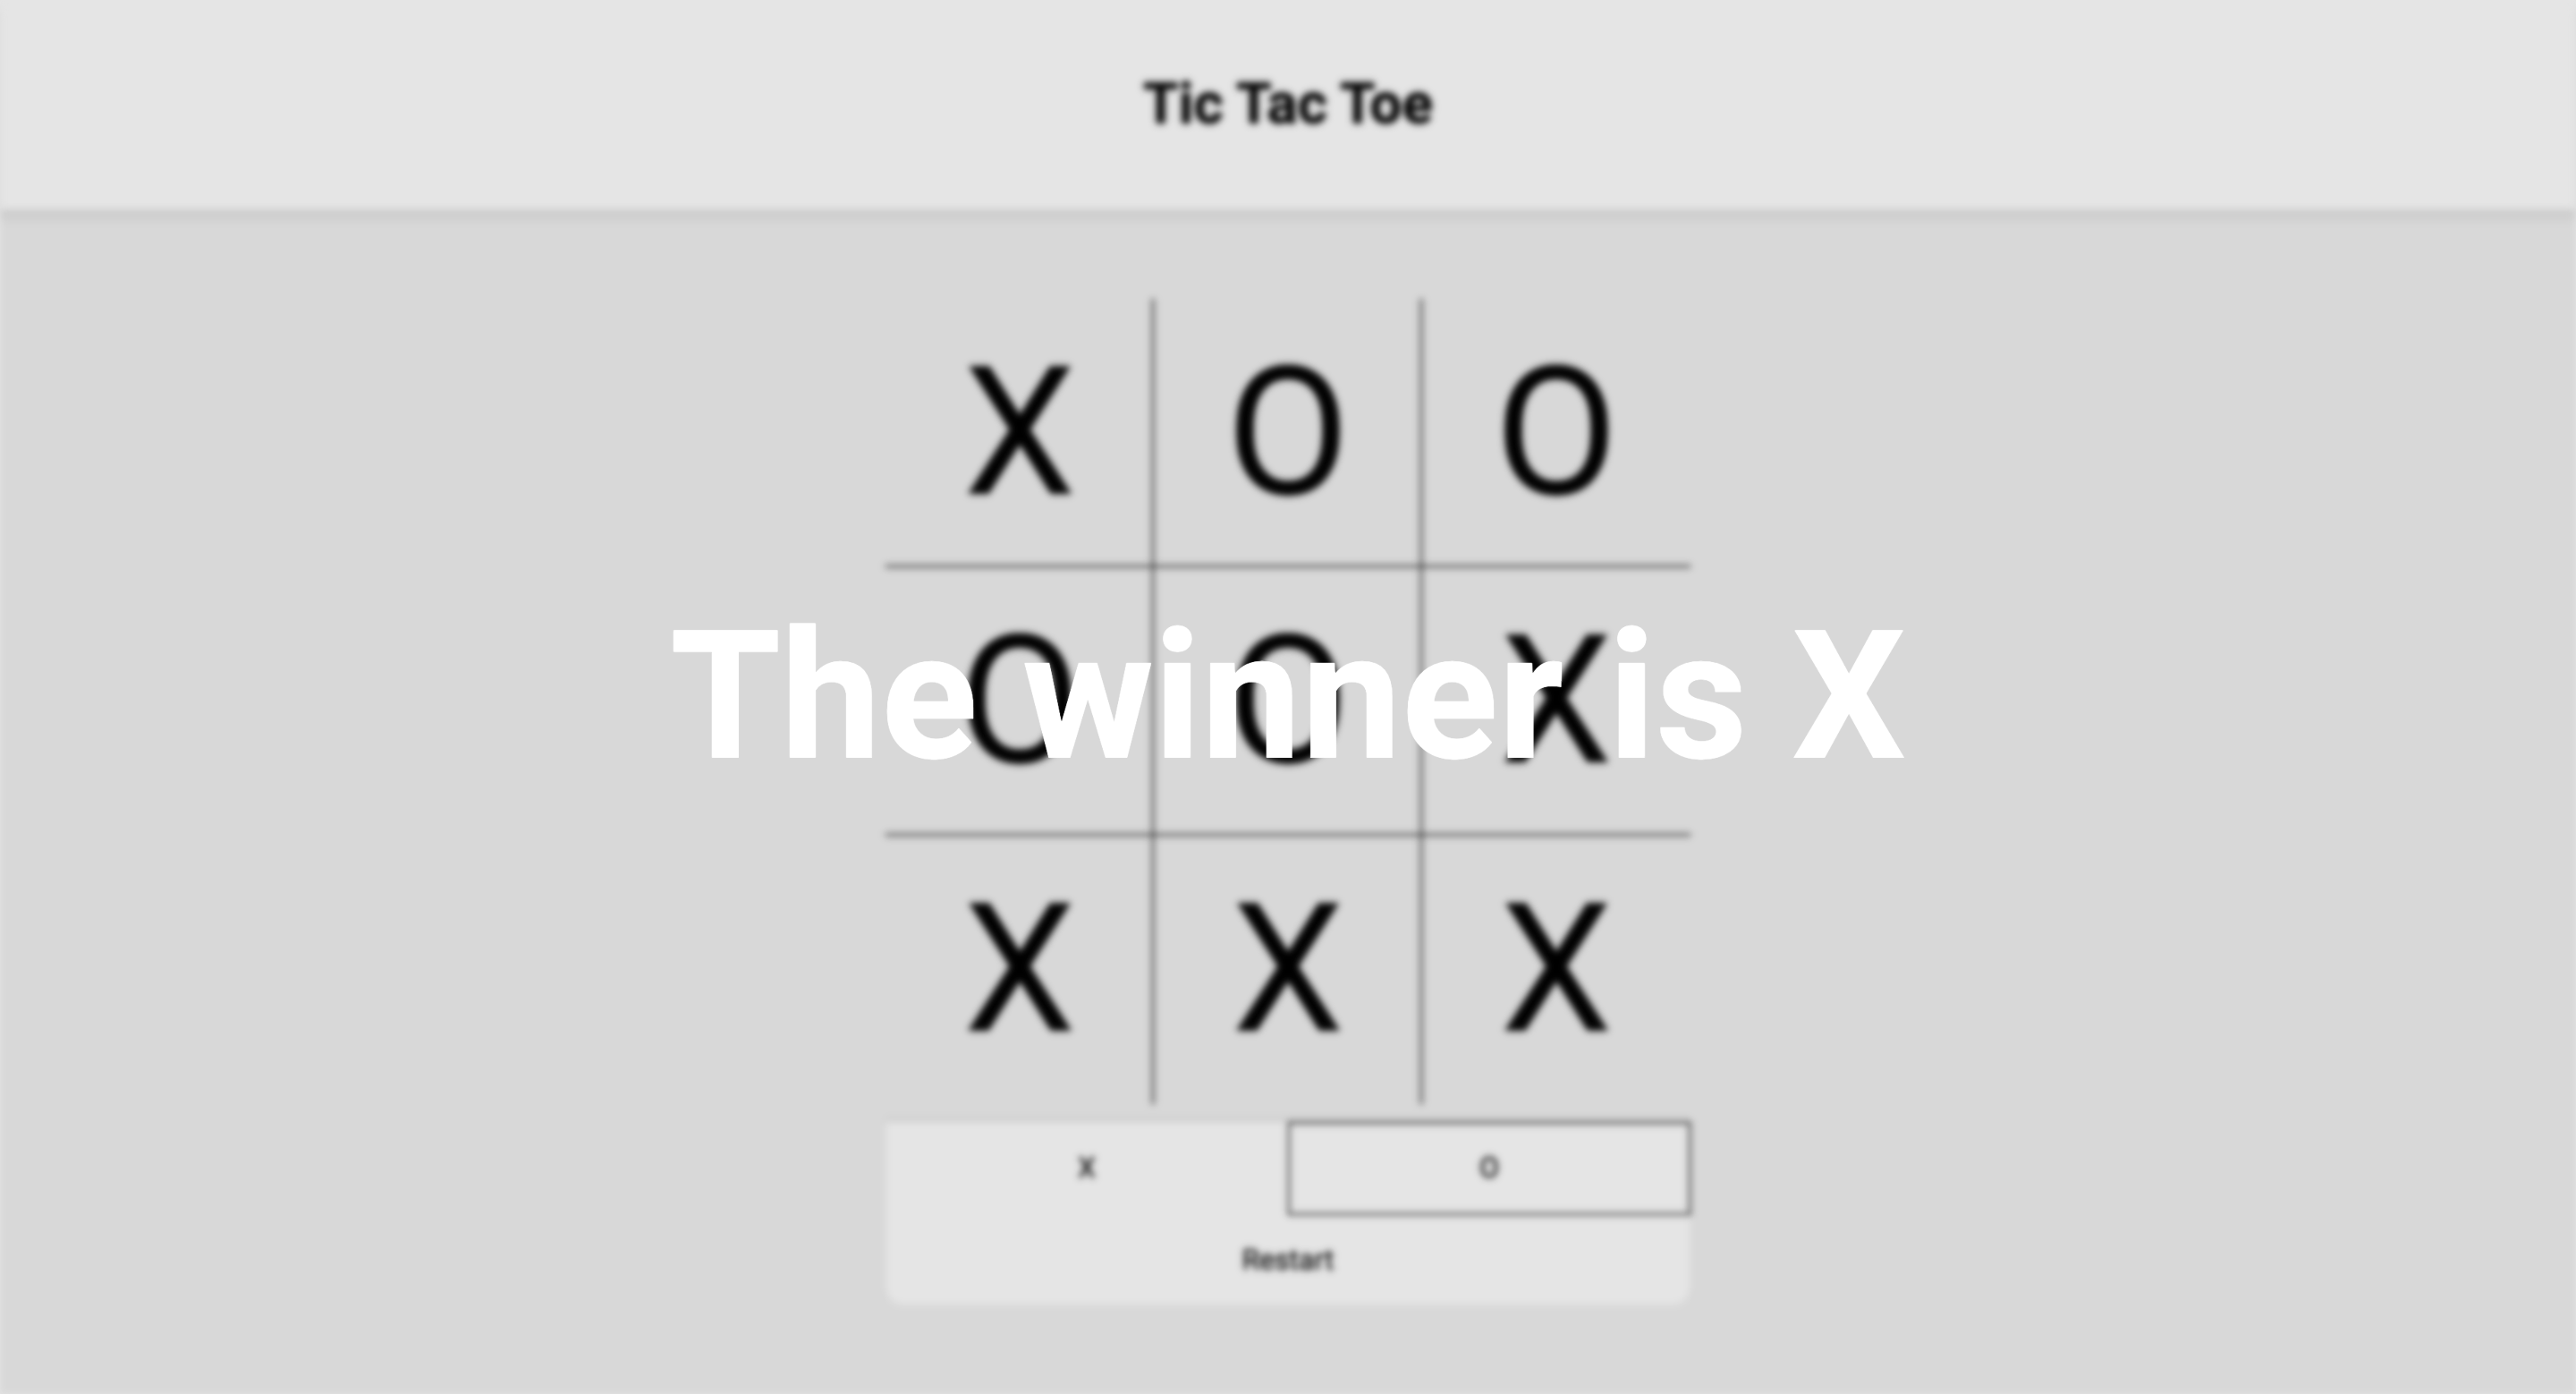 Tic Tac Toe
X O O
O O X
The winner is X
X X X
X O
Restart